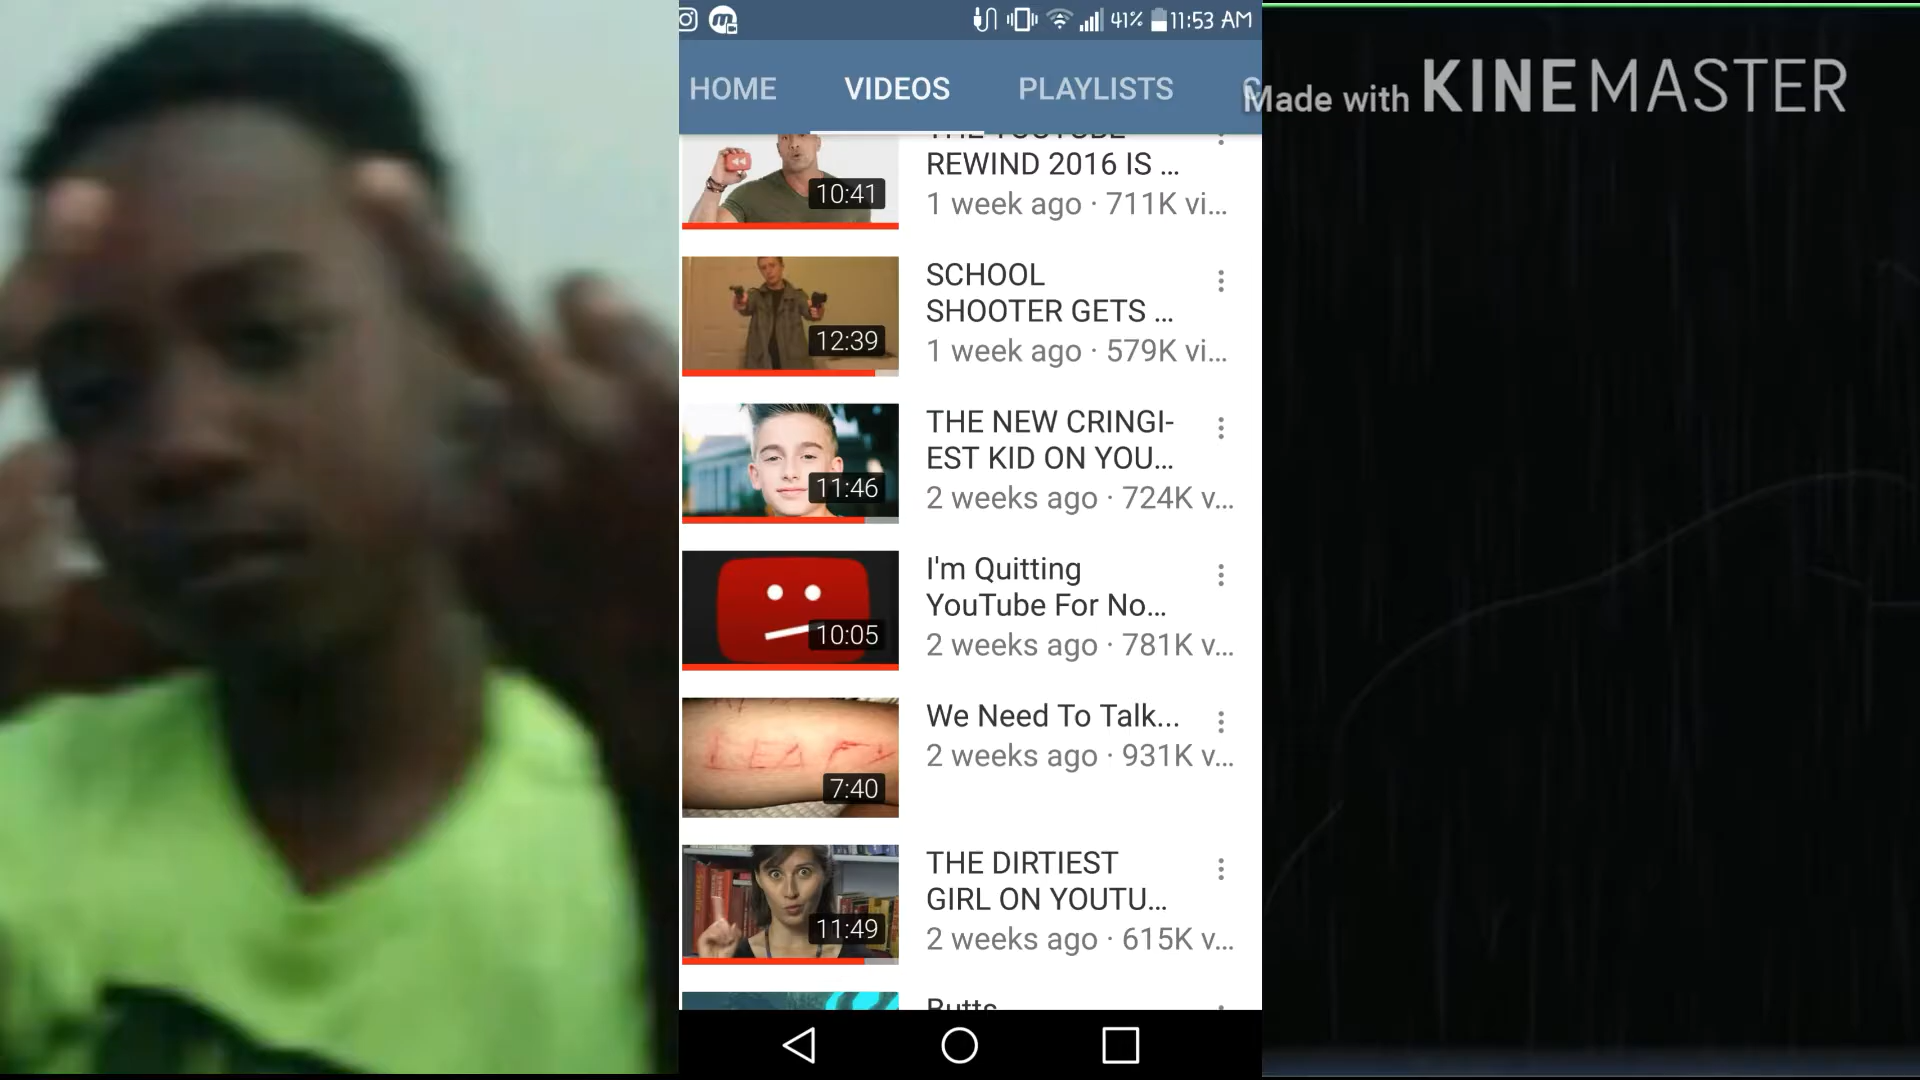 41% 11:53 AM
HOME VIDEOS PLAYLISTS
Made with KINEMASTER
THE YOUTUBE
REWIND 2016 IS ...
1 week ago · 711K vi...
10:41
SCHOOL
SHOOTER GETS ...
1 week ago · 579K vi...
12:39
THE NEW CRINGI-
EST KID ON YOU...
2 weeks ago · 724K v...
11:46
I'm Quitting
YouTube For No...
2 weeks ago · 781K v...
10:05
We Need To Talk...
2 weeks ago · 931K v...
7:40
THE DIRTIEST
GIRL ON YOUTU...
2 weeks ago · 615K v...
11:49
Butts